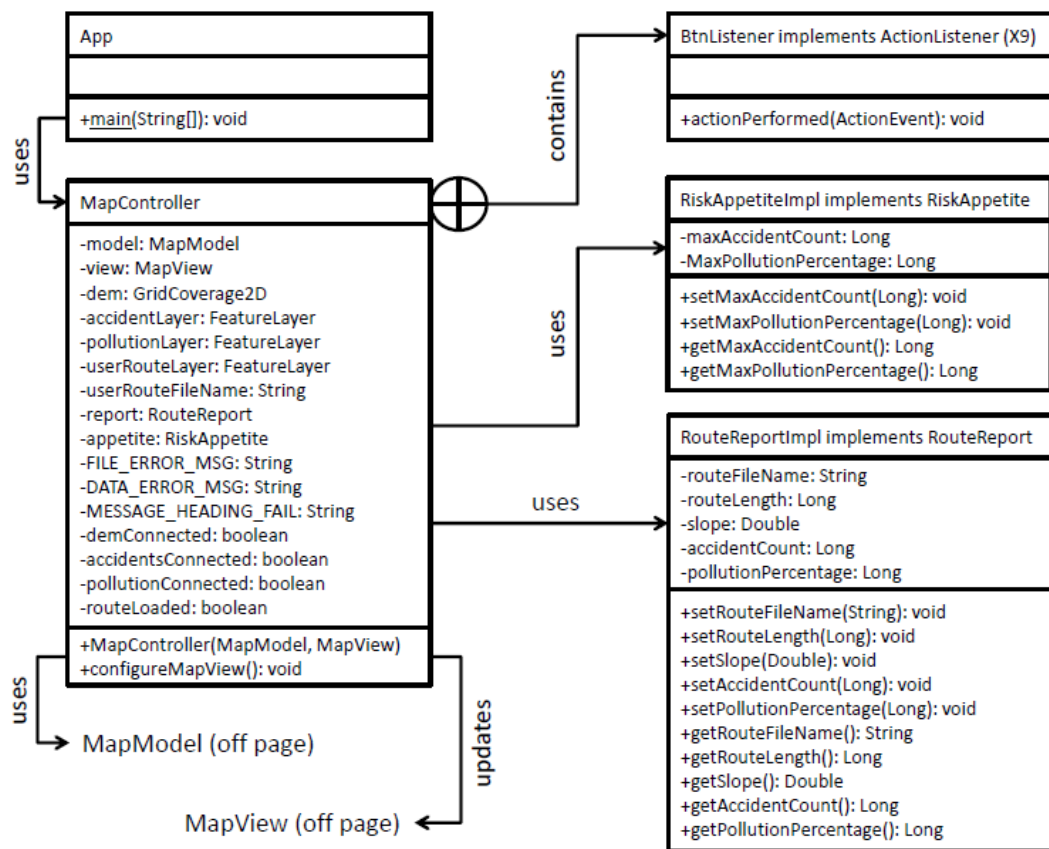 App
+main(String[]): void
uses
MapController
-model: MapModel
-view: MapView
-dem: GridCoverage2D
-accidentLayer: FeatureLayer
-pollutionLayer: FeatureLayer
-userRouteLayer: FeatureLayer
-userRouteFileName: String
-report: RouteReport
-appetite: RiskAppetite
-FILE_ERROR_MSG: String
-DATA_ERROR_MSG: String
-MESSAGE_HEADING_FAIL: String
-demConnected: boolean
-accidentsConnected: boolean
-pollutionConnected: boolean
-routeLoaded: boolean
+MapController(MapModel, MapView)
+configureMapView(): void
uses
MapModel (off page)
updates
MapView (off page)
contains
BtnListener implements ActionListener (X9)
+actionPerformed(ActionEvent): void
uses
RiskAppetiteImpl implements RiskAppetite
-maxAccidentCount: Long
-MaxPollutionPercentage: Long
+setMaxAccidentCount(Long): void
+setMaxPollutionPercentage(Long): void
+getMaxAccidentCount(): Long
+getMaxPollutionPercentage(): Long
uses
RouteReportImpl implements RouteReport
-routeFileName: String
-routeLength: Long
-slope: Double
-accidentCount: Long
-pollutionPercentage: Long
+setRouteFileName(String): void
+setRouteLength(Long): void
+setSlope(Double): void
+setAccidentCount(Long): void
+setPollutionPercentage(Long): void
+getRouteFileName(): String
+getRouteLength(): Long
+getSlope(): Double
+getAccidentCount(): Long
+getPollutionPercentage(): Long